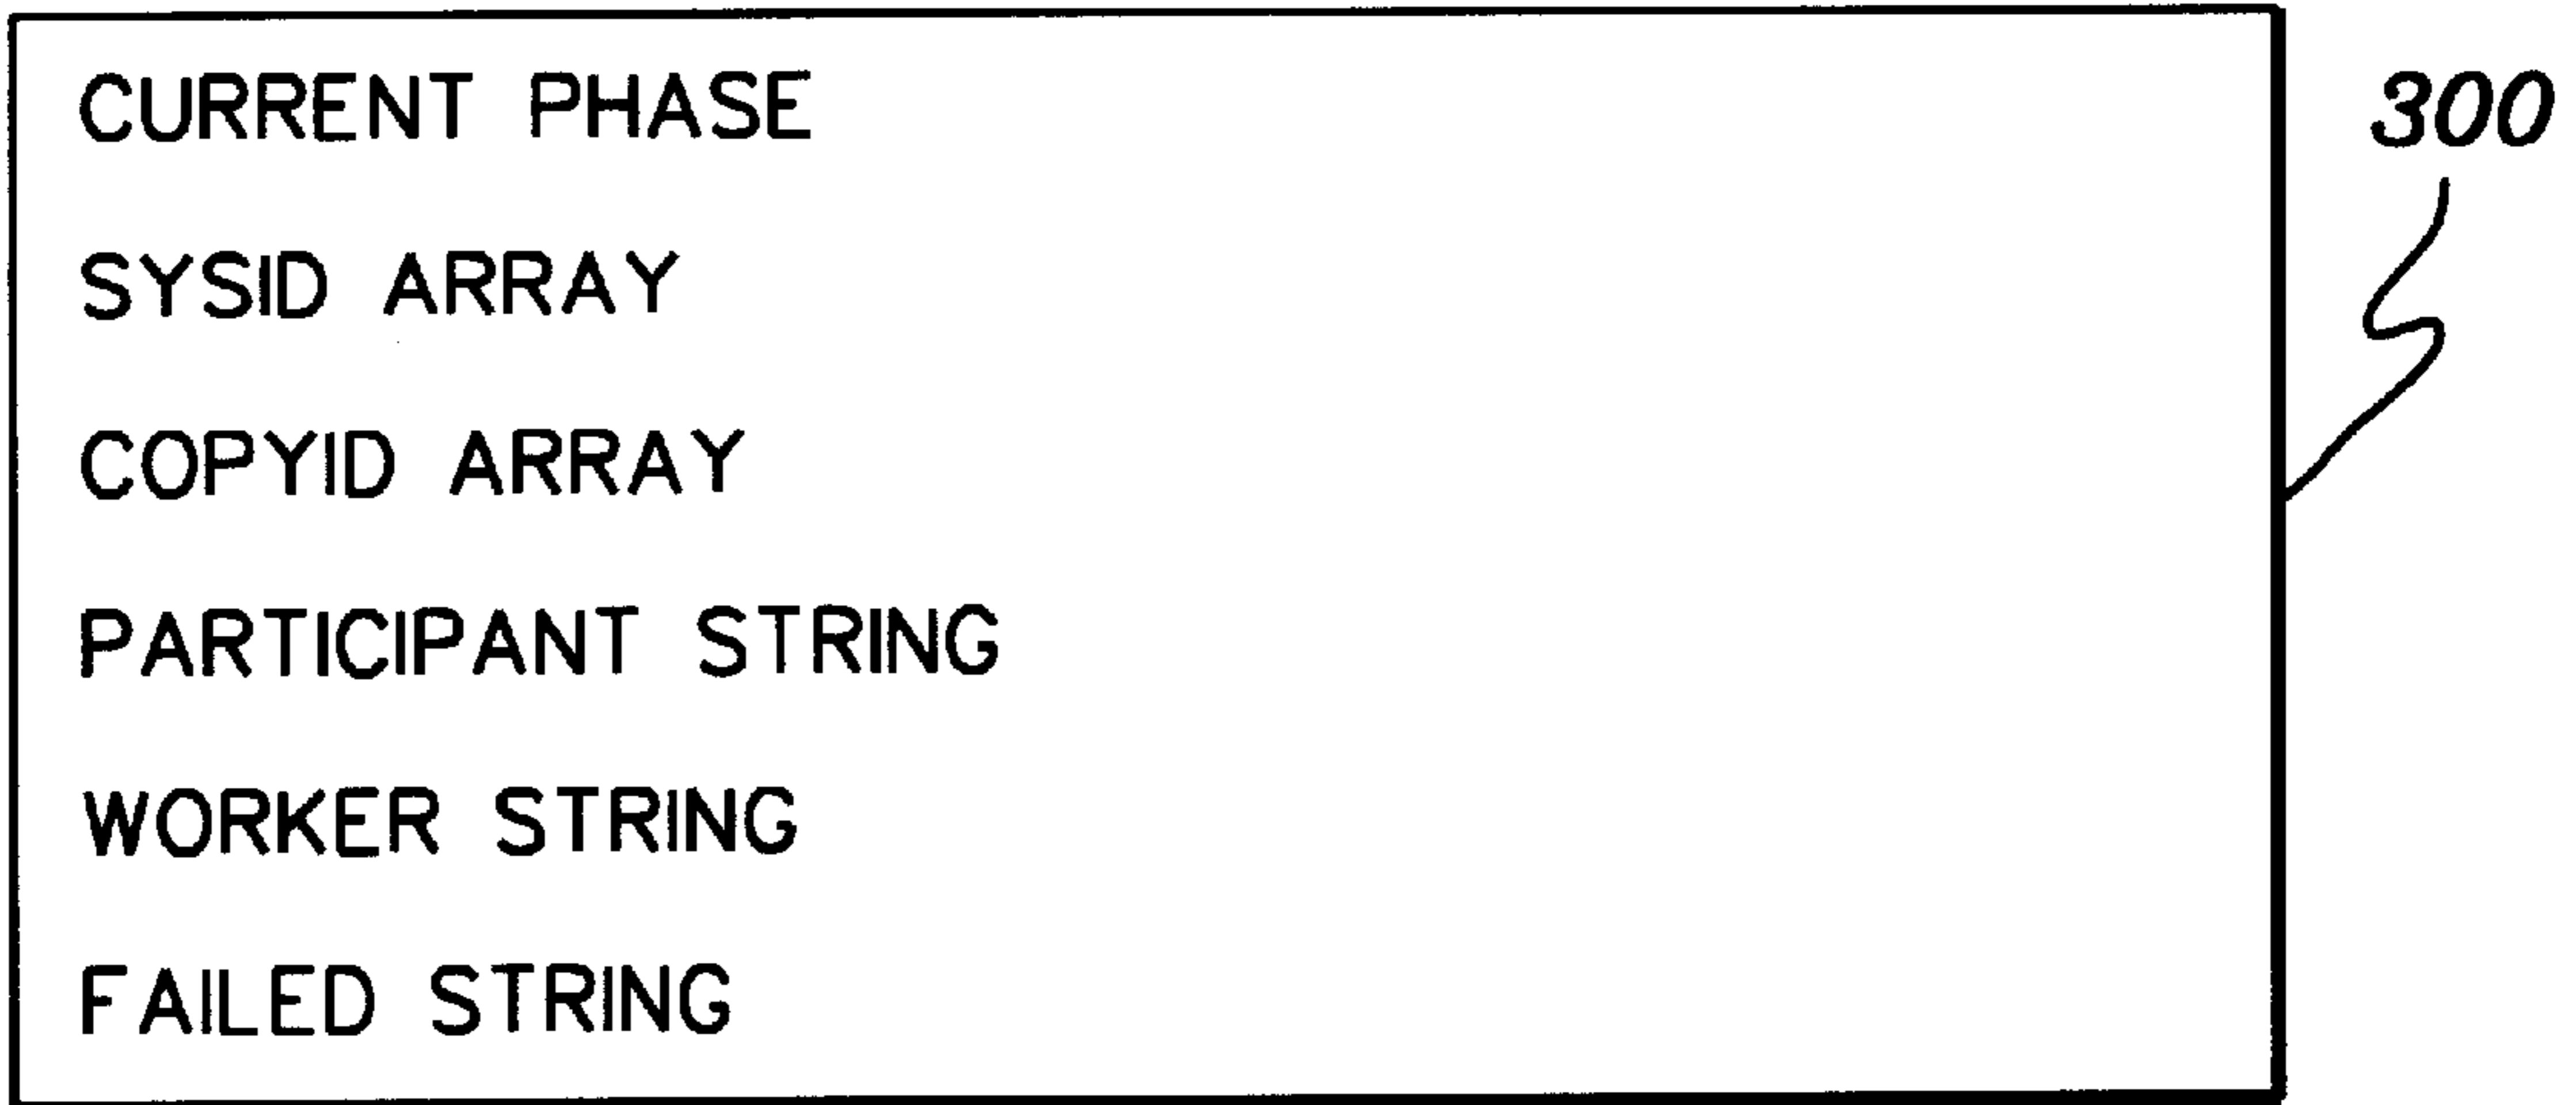 CURRENT PHASE
300
SYSID ARRAY
COPYID ARRAY
PARTICIPANT STRING
WORKER STRING
FAILED STRING